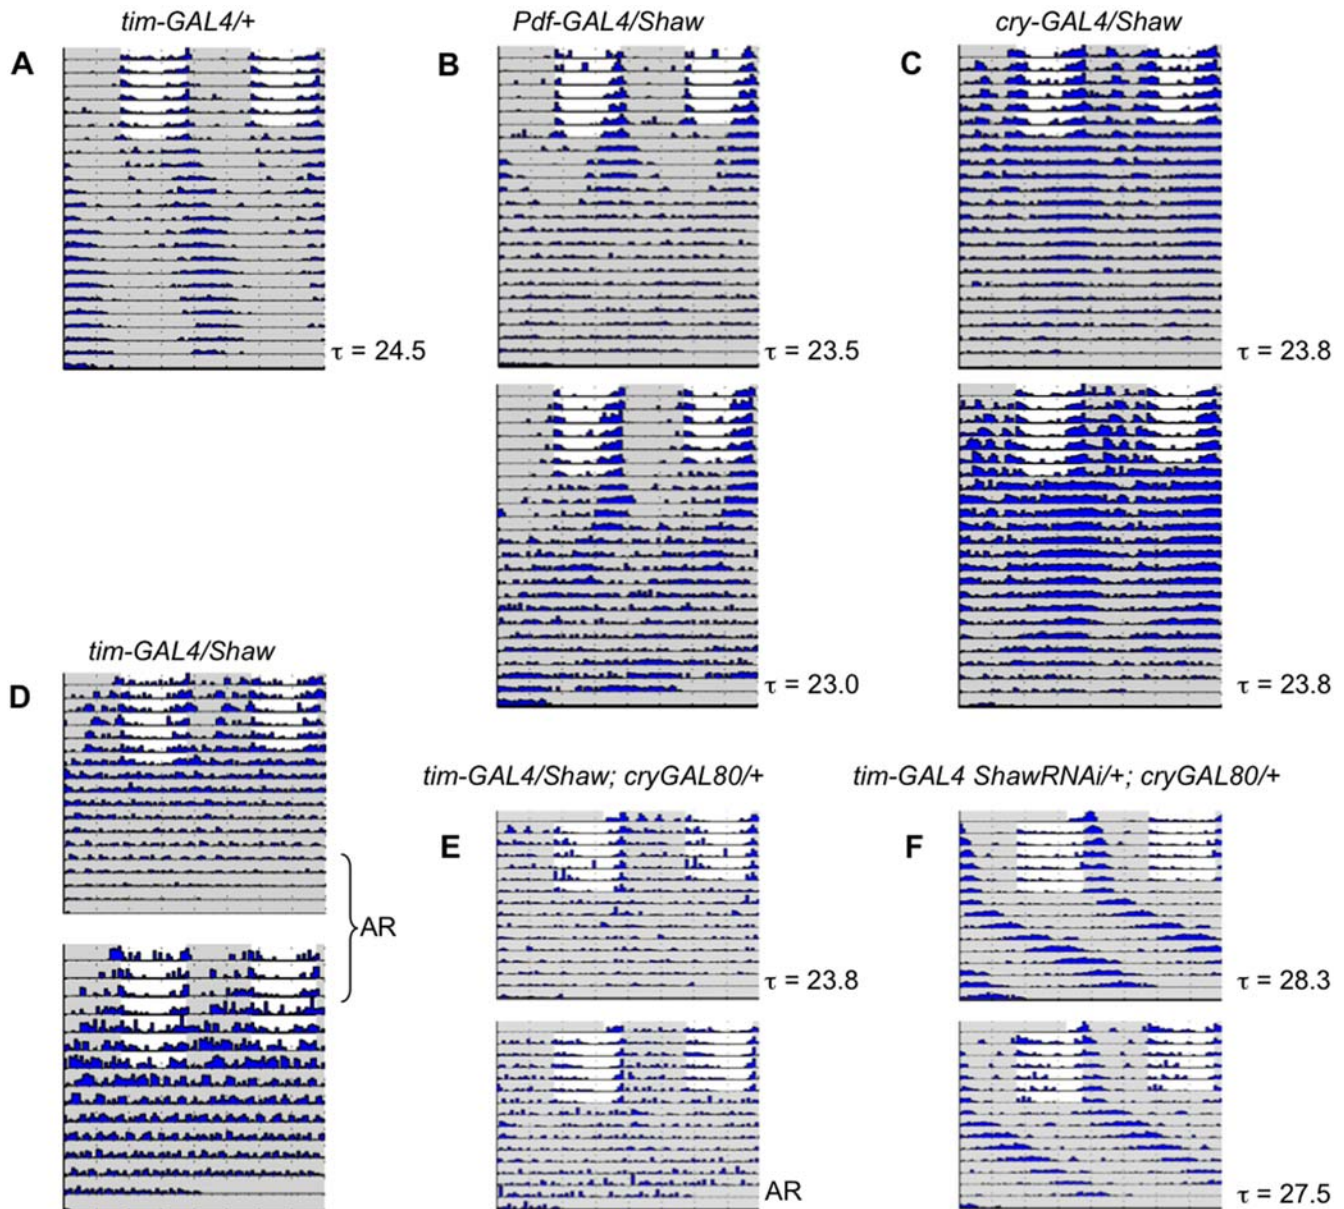 tim-GAL4/+
Pdf-GAL4/Shaw
cry-GAL4/Shaw
A
B
C
τ = 24.5
τ = 23.5
τ = 23.8
tim-GAL4/Shaw
D
τ = 23.0
τ = 23.8
tim-GAL4/Shaw; cryGAL80/+
tim-GAL4 ShawRNAi/+; cryGAL80/+
E
F
AR
τ = 23.8
τ = 28.3
AR
τ = 27.5